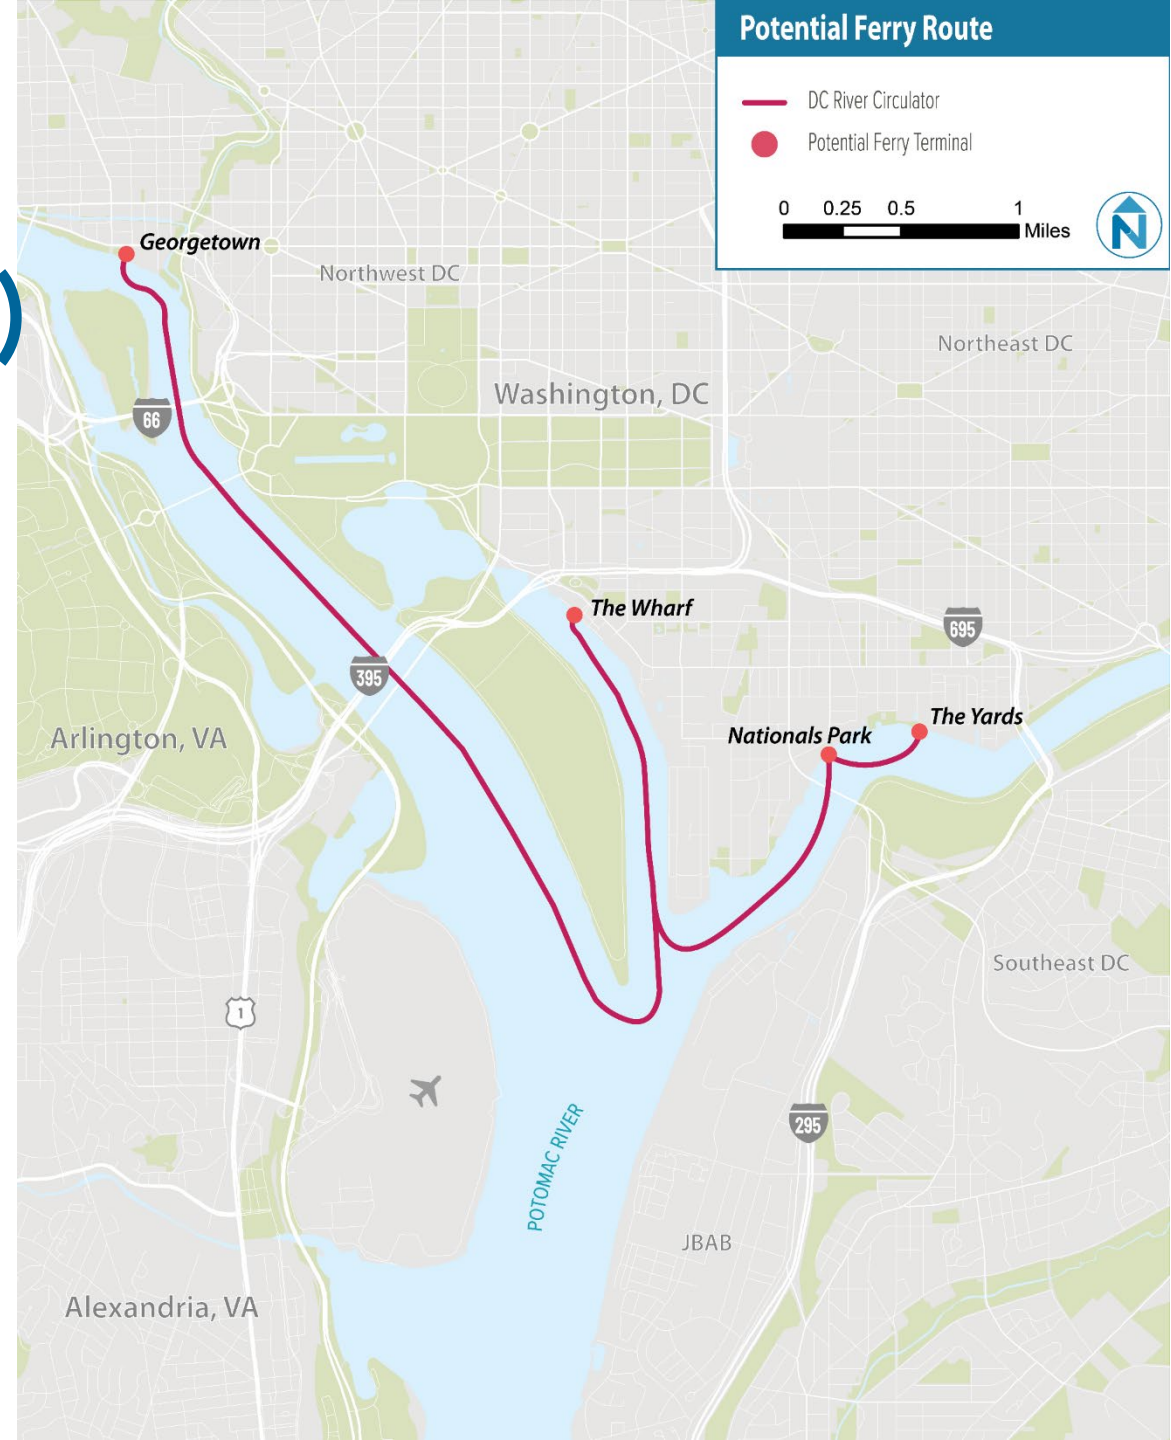 Potential Ferry Route
DC River Circulator
Potential Ferry Terminal
0 0.25 0.5 1
Miles
N
Georgetown
Northwest DC
Northeast DC
Washington, DC
66
The Wharf
695
395
The Yards
Nationals Park
Arlington, VA
Southeast DC
1
295
POTOMAC RIVER
JBAB
Alexandria, VA